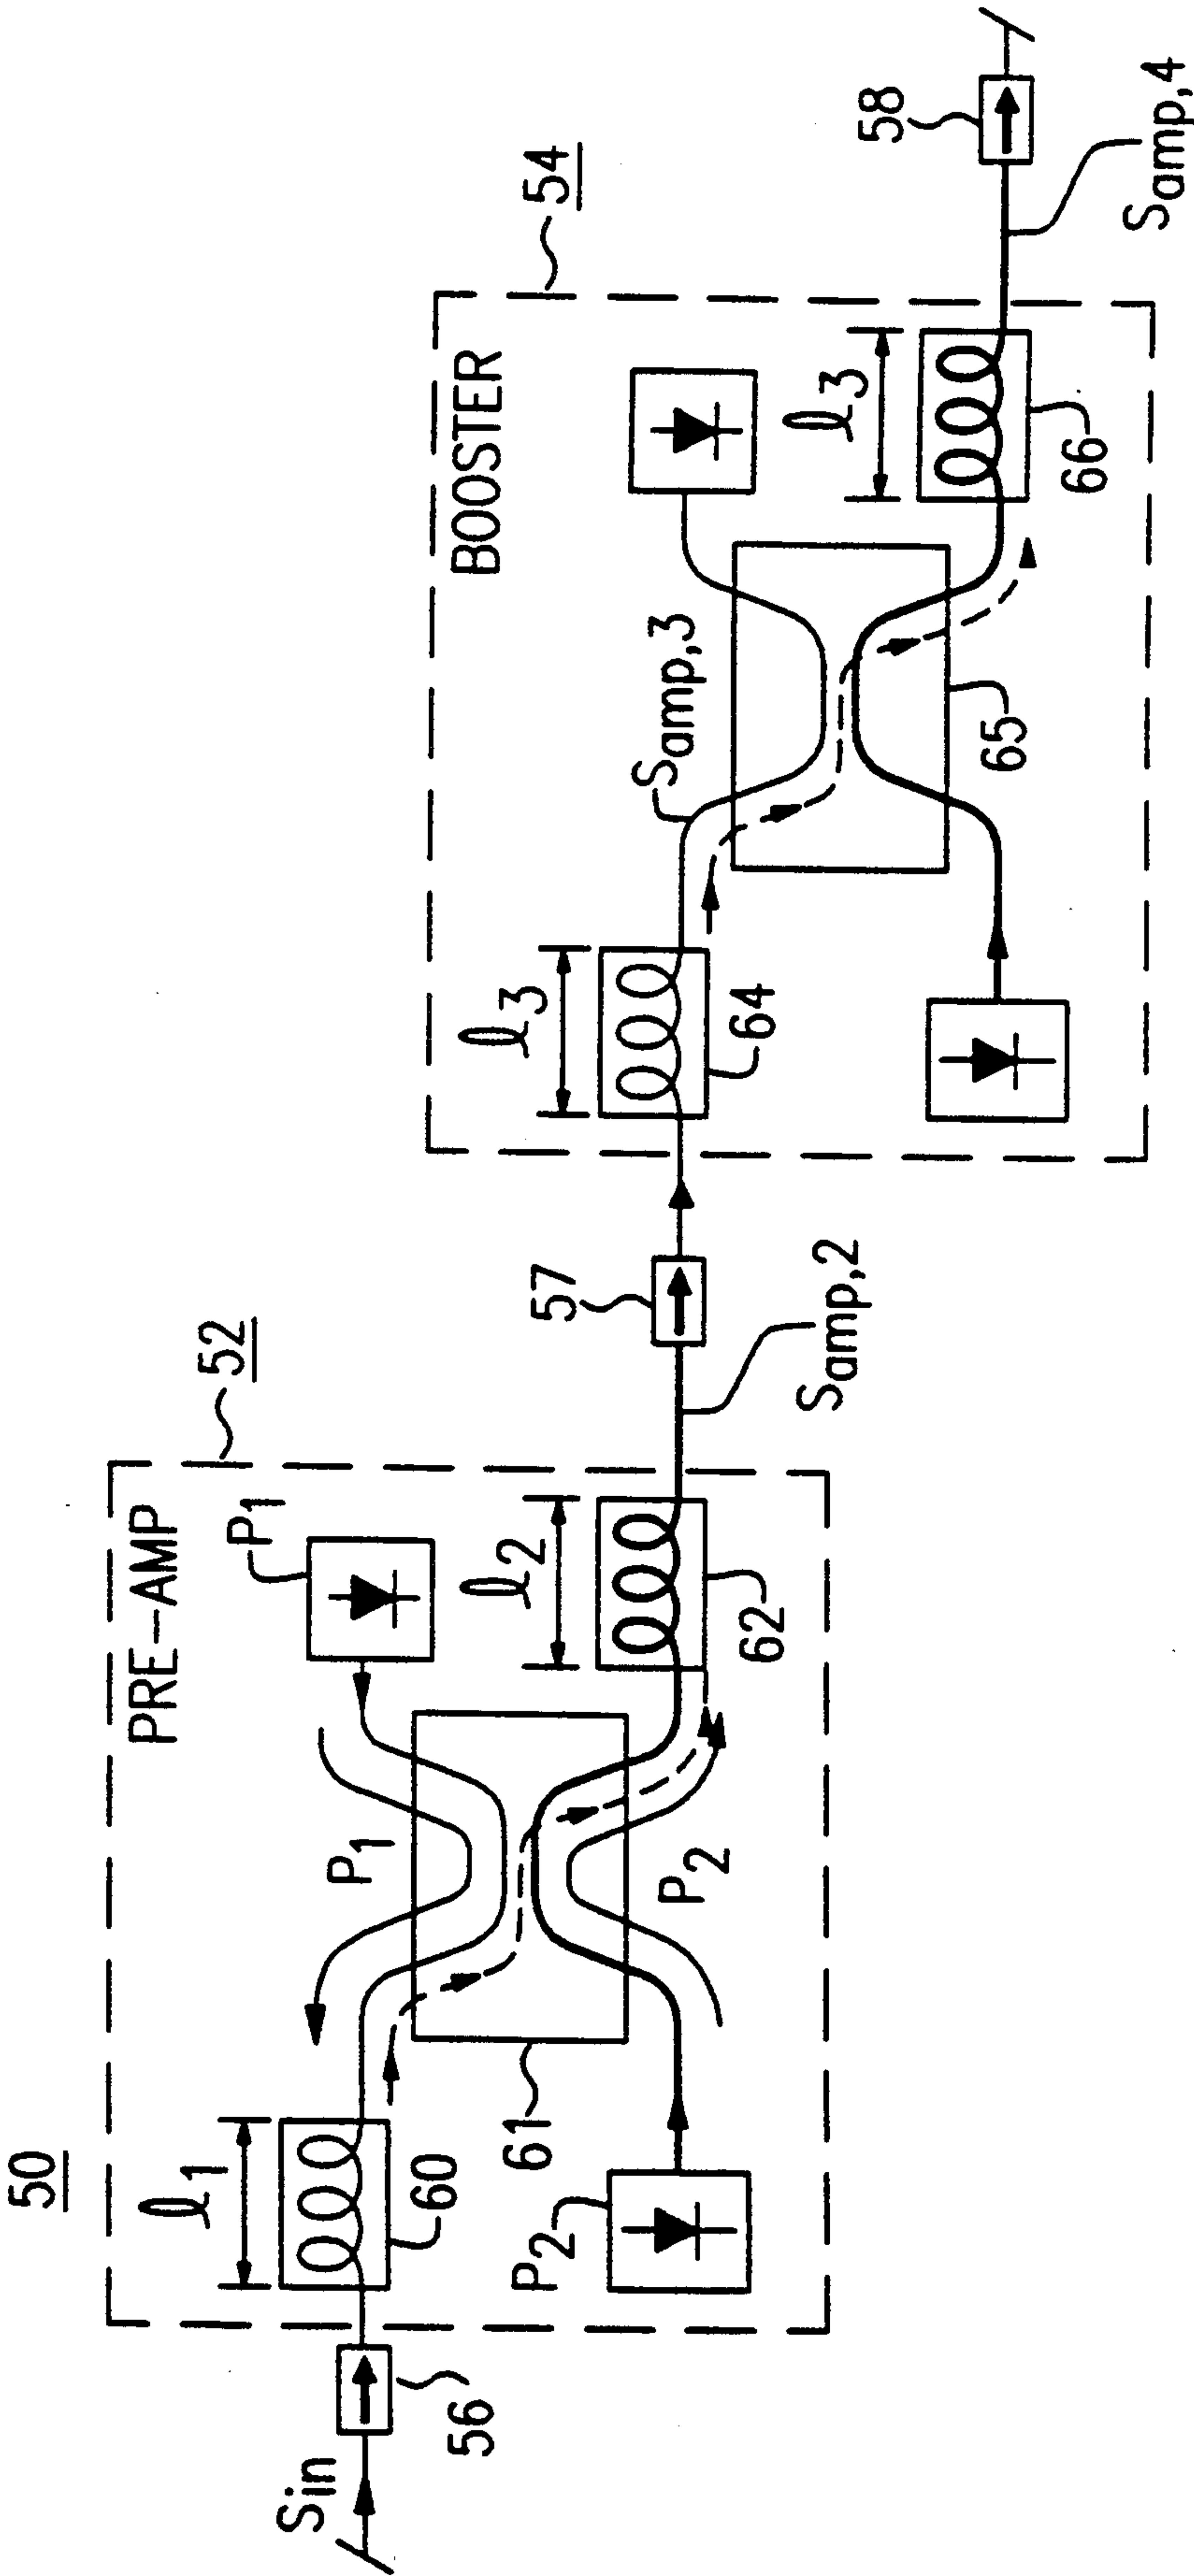 50
PRE-AMP
52
Sin
56
ℓ1
60
61
P1
P1
P2
P2
ℓ2
62
Samp,2
57
BOOSTER
54
ℓ3
64
Samp,3
65
ℓ3
66
58
Samp,4